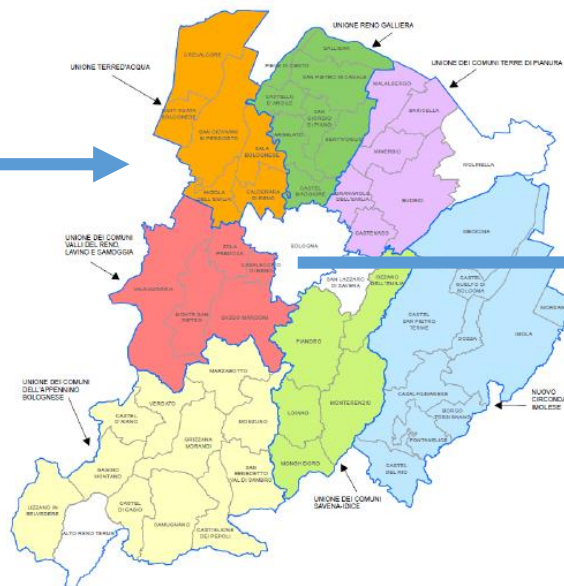 UNIONE RENO GALLIERA
UNIONE TERRED'ACQUA
UNIONE DEI COMUNI TERRE DI PIANURA
CREVALCORE
GALLIERA
PIEVE DI CENTO
SAN PIETRO IN CASALE
MALALBERGO
CASTELLO
D'ARGILE
BARICELLA
SANT'AGATA
BOLOGNESE
SAN
GIORGIO
DI PIANO
SAN GIOVANNI
IN PERSICETO
ARGELATO
BENTIVOGLIO
MINERBIO
MOLINELLA
SALA
BOLOGNESE
ANZOLA
DELL'EMILIA
CALDERARA
DI RENO
CASTEL
MAGGIORE
GRANAROLO
DELL'EMILIA
BUDRIO
CASTENASO
MEDICINA
UNIONE DEI COMUNI
VALLI DEL RENO,
LAVINO E SAMOGGIA
ZOLA
PREDOSA
BOLOGNA
CASALECCHIO
DI RENO
VALSAMOGGIA
SAN LAZZARO
DI SAVENA
OZZANO
DELL'EMILIA
CASTEL
GUELFO DI
BOLOGNA
MONTE SAN
PIETRO
SASSO MARCONI
CASTEL
SAN PIETRO
TERME
MORDANO
PIANORO
DOZZA
IMOLA
MARZABOTTO
UNIONE DEI COMUNI
DELL'APPENNINO
BOLOGNESE
VERGATO
MONZUNO
LOIANO
MONTERENZIO
CASALFIUMANESE
NUOVO
CIRCONDA
IMOLESE
CASTEL
D'AIANO
GRIZZANA
MORANDI
BORGO
TOSSIGNANO
FONTANELICE
GAGGIO
MONTANO
SAN
BENEDETTO
VAL DI SAMBRO
MONGHIDORO
CASTEL
DEL RIO
LIZZANO IN
BELVEDERE
CASTEL
DI CASIO
UNIONE DEI COMUNI
SAVENA-IDICE
CAMUGNANO
CASTIGLIONE
DEI PEPOLI
ALTO RENO TERME